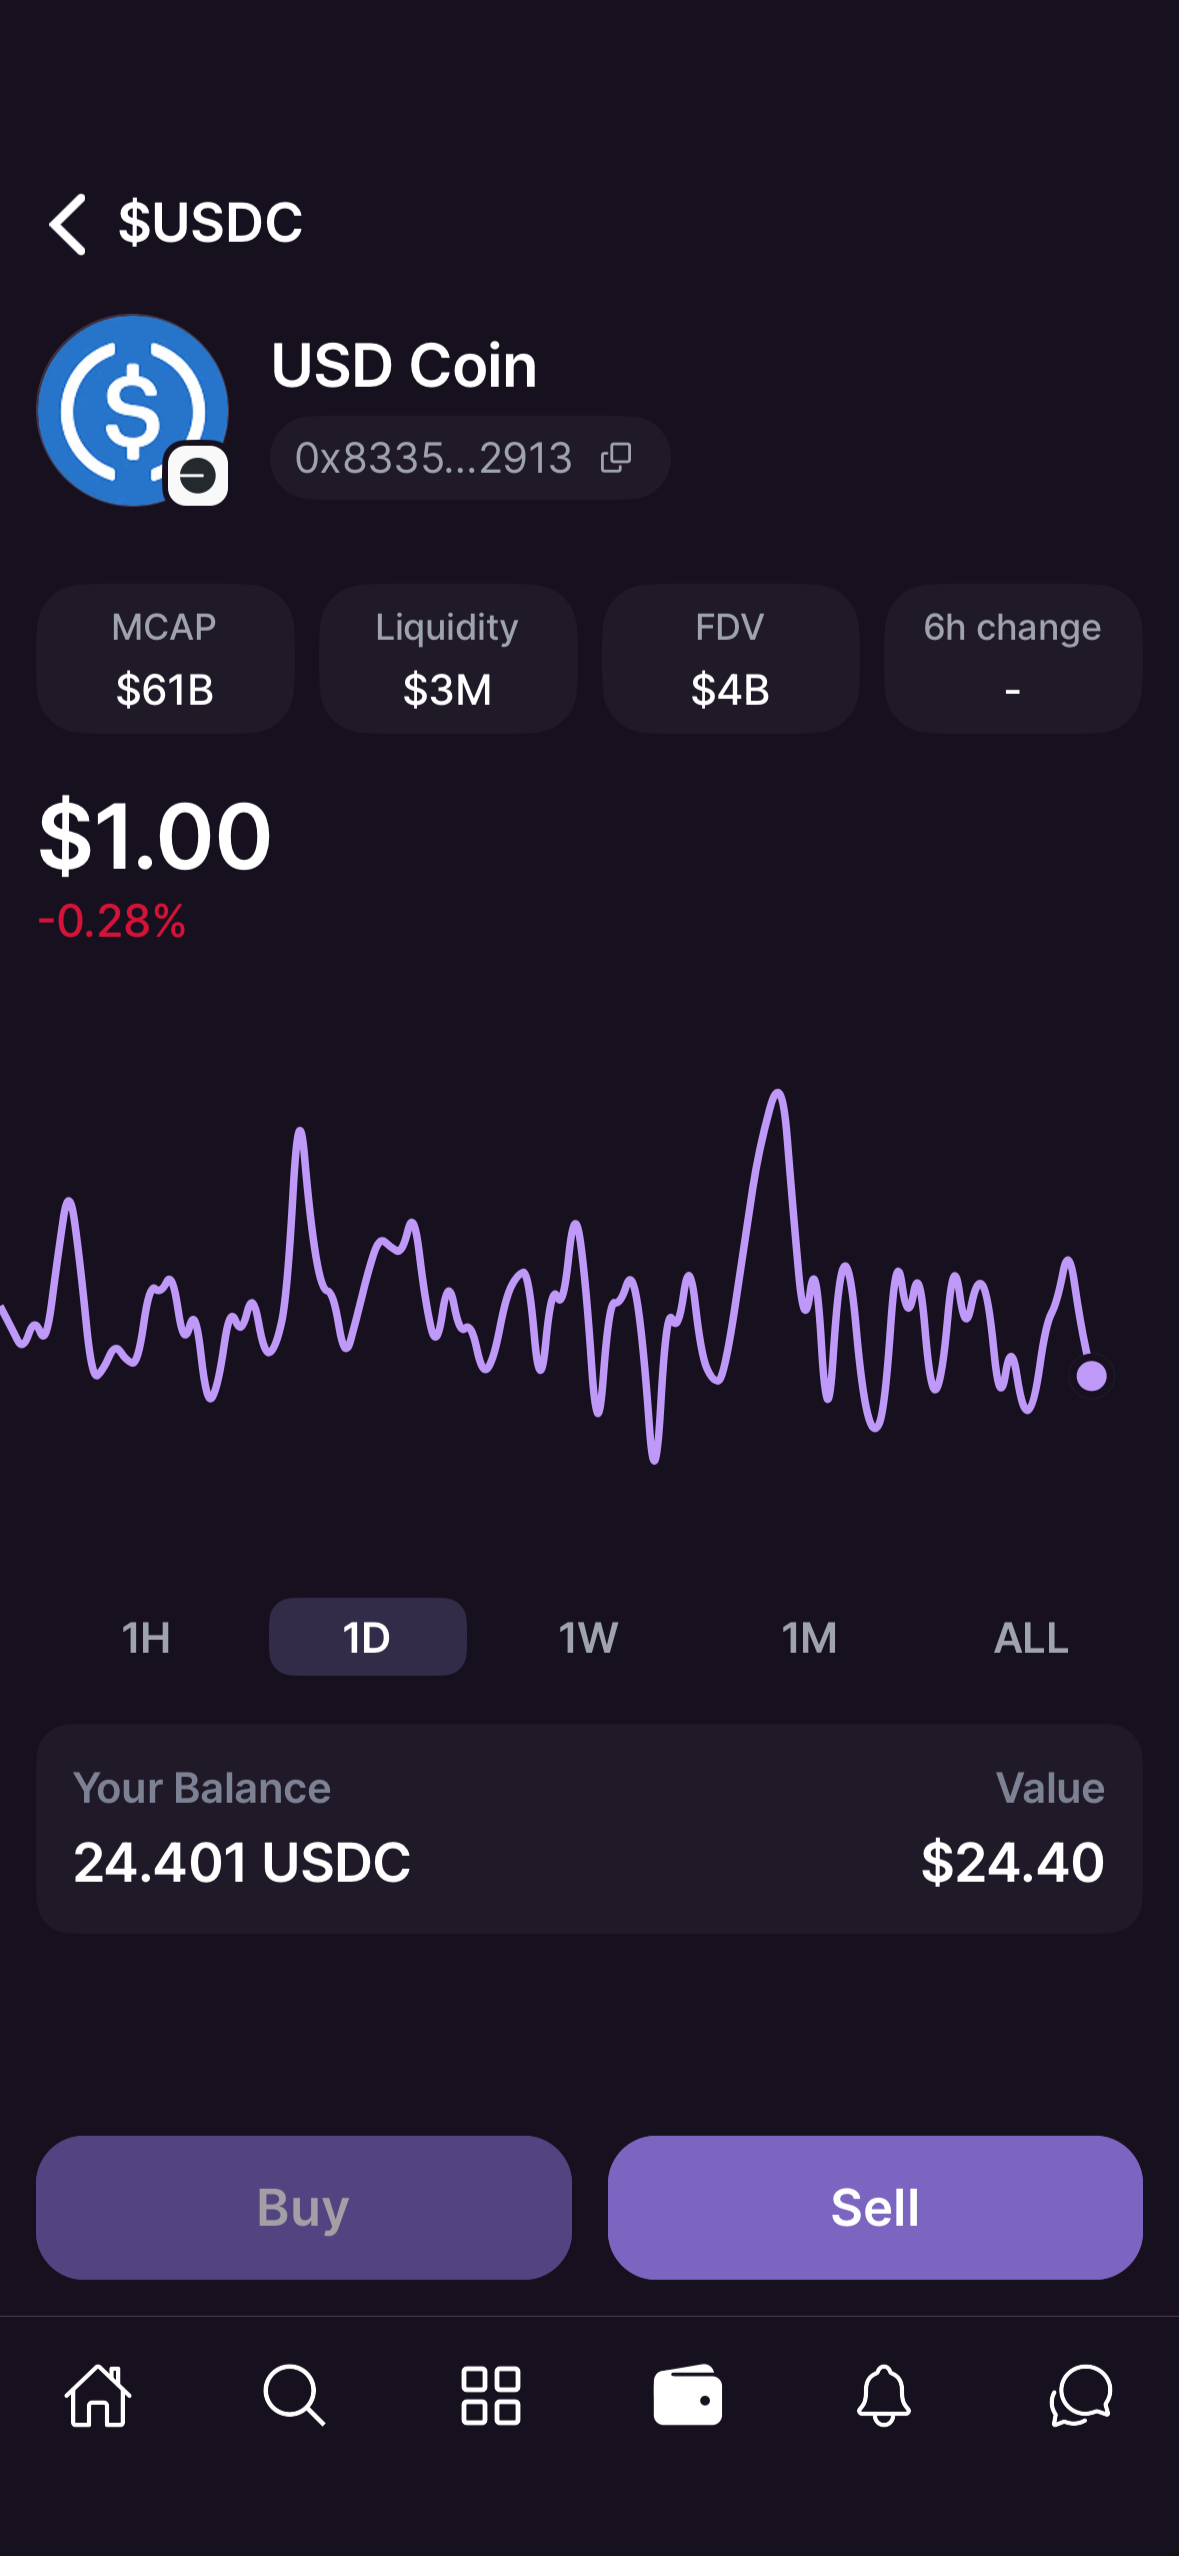 $USDC
USD Coin
0x8335...2913
MCAP
$61B
Liquidity
$3M
FDV
$4B
6h change
-
$1.00
-0.28%
1H 1D 1W 1M ALL
Your Balance
24.401 USDC
Value
$24.40
Buy
Sell